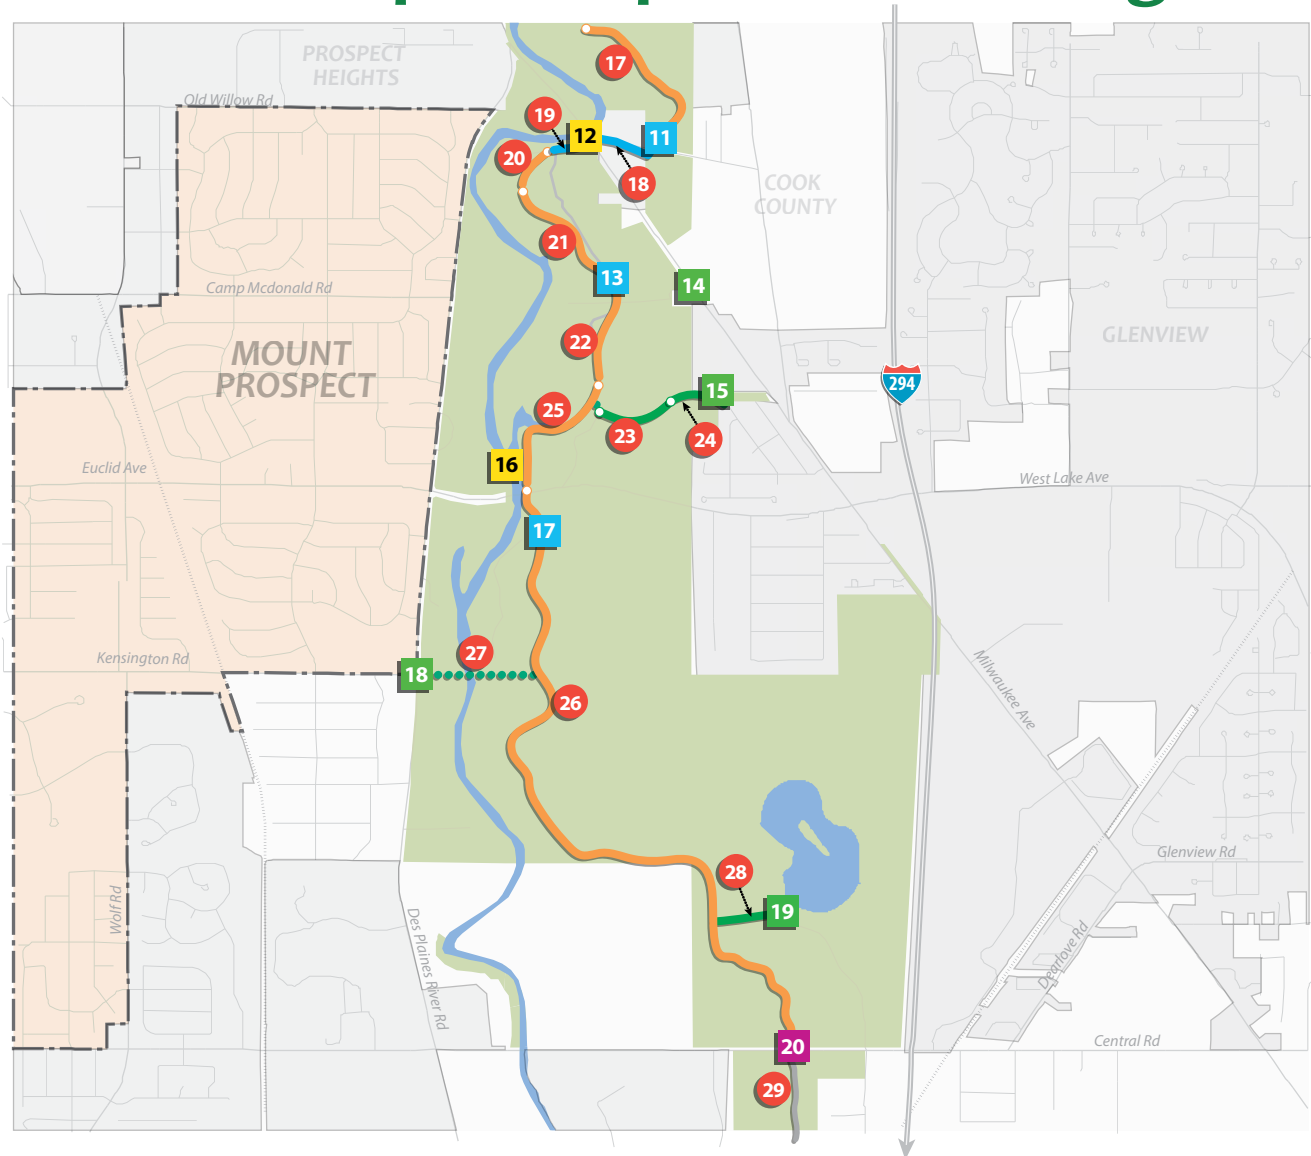 PROSPECT
HEIGHTS
17
Old Willow Rd
19
12
11
20
18
COOK
COUNTY
21
13
14
Camp Mcdonald Rd
GLENVIEW
22
MOUNT
PROSPECT
294
15
25
23
24
16
Euclid Ave
West Lake Ave
17
27
Kensington Rd
18
26
Milwaukee Ave
Glenview Rd
28
Wolf Rd
19
Des Plaines River Rd
Dearlove Rd
20
Central Rd
29